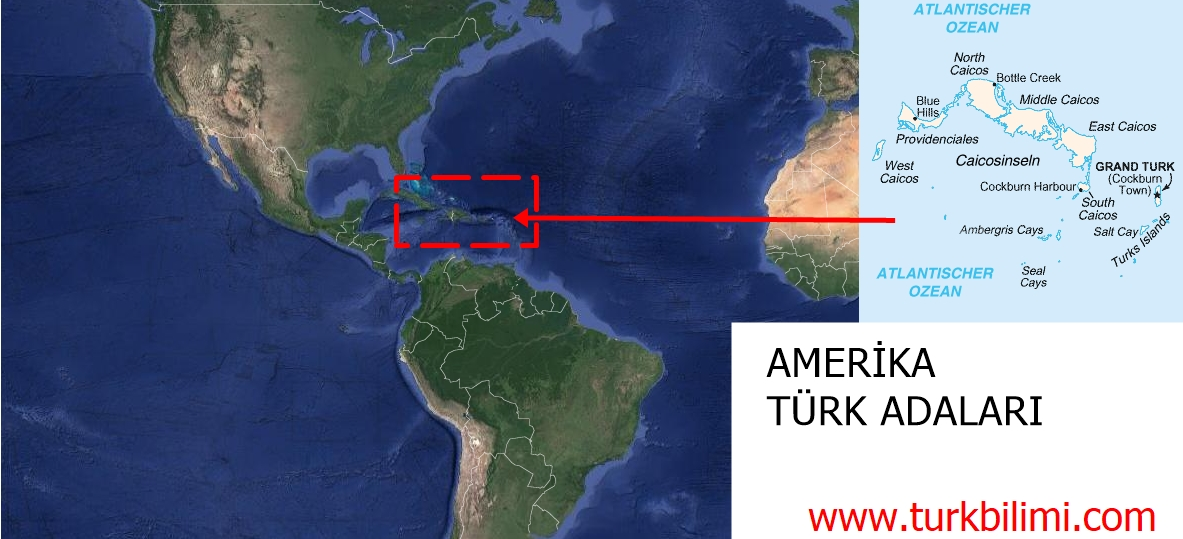 ATLANTISCHER
OZEAN
North
Caicos
Bottle Creek
Middle Caicos
Blue
Hills
East Caicos
Providenciales
Caicosinseln
GRAND TURK
(Cockburn
Town)
West
Caicos
Cockburn Harbour
South
Caicos
Ambergris Cays
Salt Cay
Turks Islands
ATLANTISCHER
OZEAN
Seal
Cays
AMERİKA
TÜRK ADALARI
www.turkbilimi.com